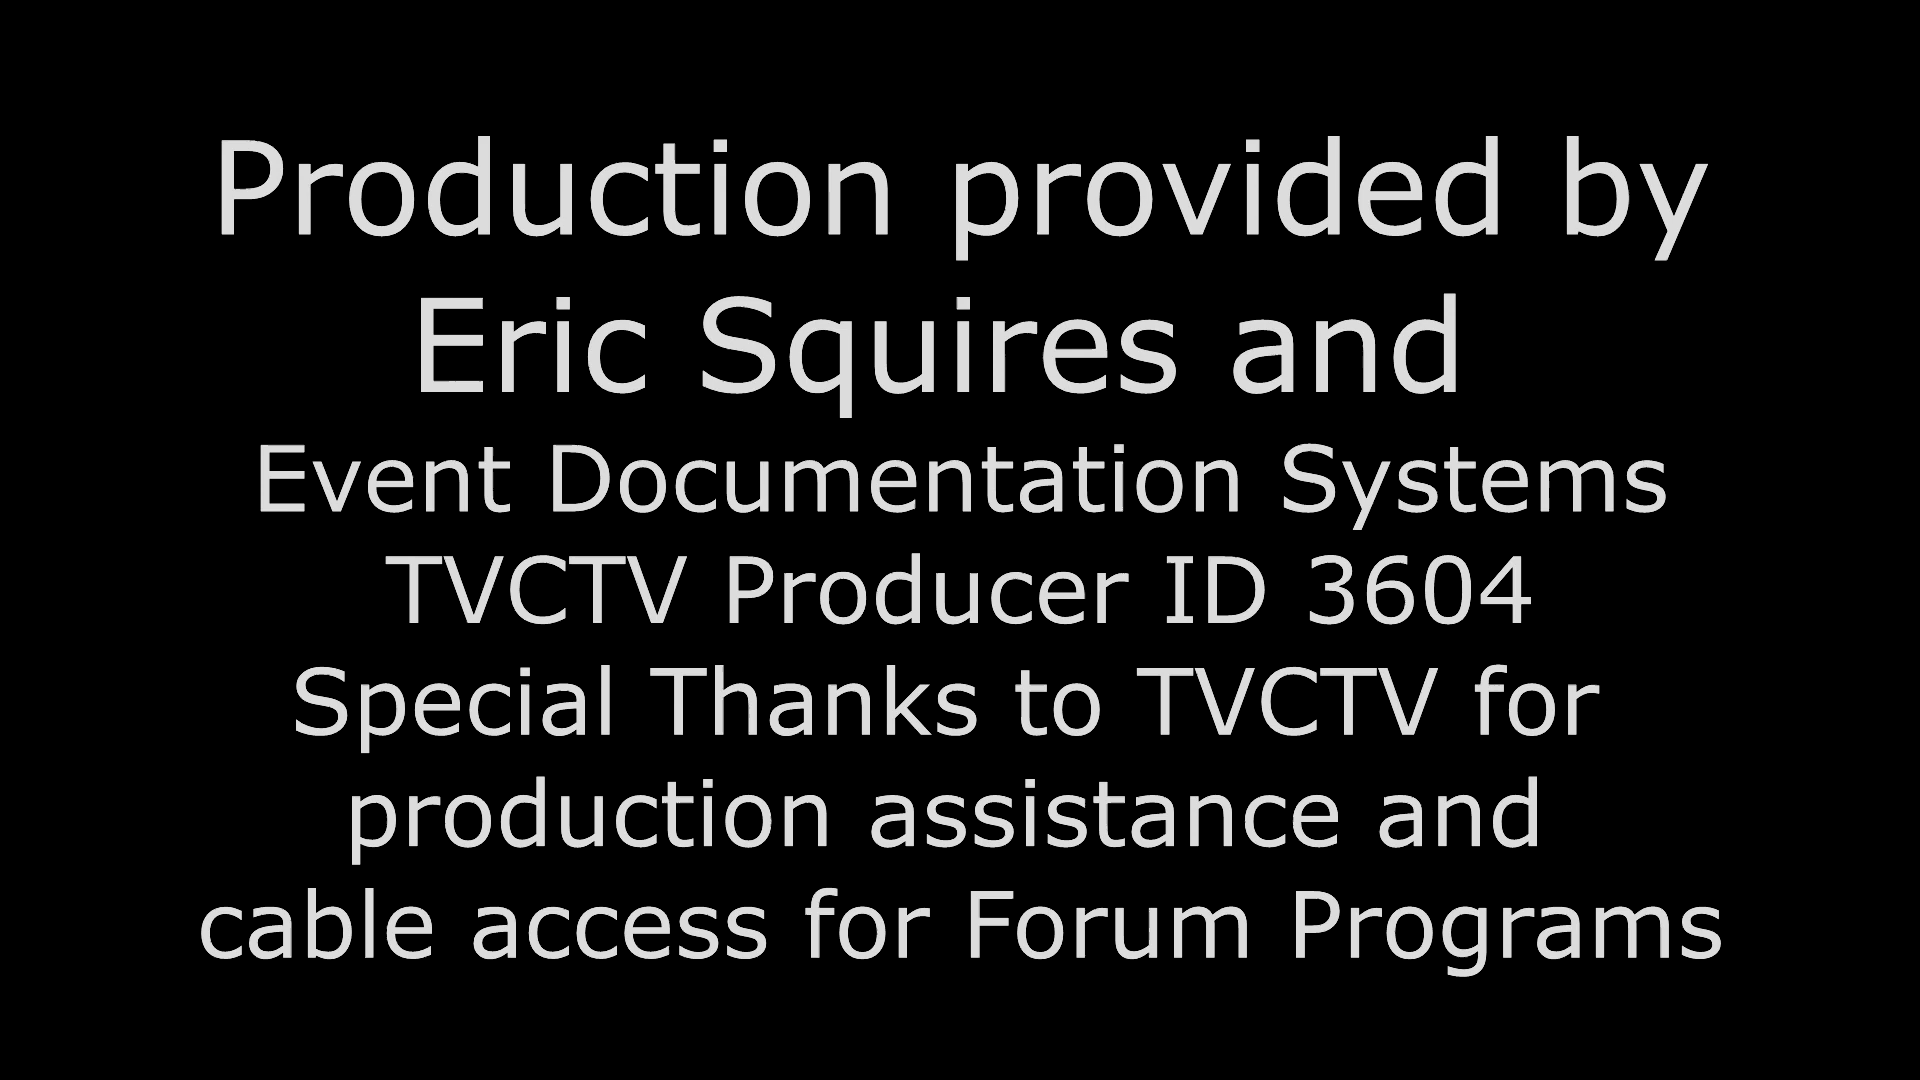 Production provided by
Eric Squires and
Event Documentation Systems
TVCTV Producer ID 3604
Special Thanks to TVCTV for
production assistance and
cable access for Forum Programs